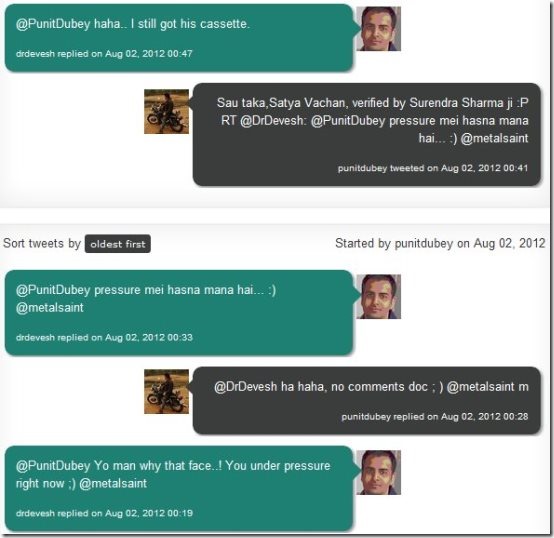 @PunitDubey haha.. I still got his cassette.
drdevesh replied on Aug 02, 2012 00:47
Sau taka,Satya Vachan, verified by Surendra Sharma ji :P
RT @DrDevesh: @PunitDubey pressure mei hasna mana
hai... :) @metalsaint
punitdubey tweeted on Aug 02, 2012 00:41
Sort tweets by oldest first
Started by punitdubey on Aug 02, 2012
@PunitDubey pressure mei hasna mana hai... :)
@metalsaint
drdevesh replied on Aug 02, 2012 00:33
@DrDevesh ha haha, no comments doc ; ) @metalsaint m
punitdubey replied on Aug 02, 2012 00:28
@PunitDubey Yo man why that face..! You under pressure
right now ;) @metalsaint
drdevesh replied on Aug 02, 2012 00:19